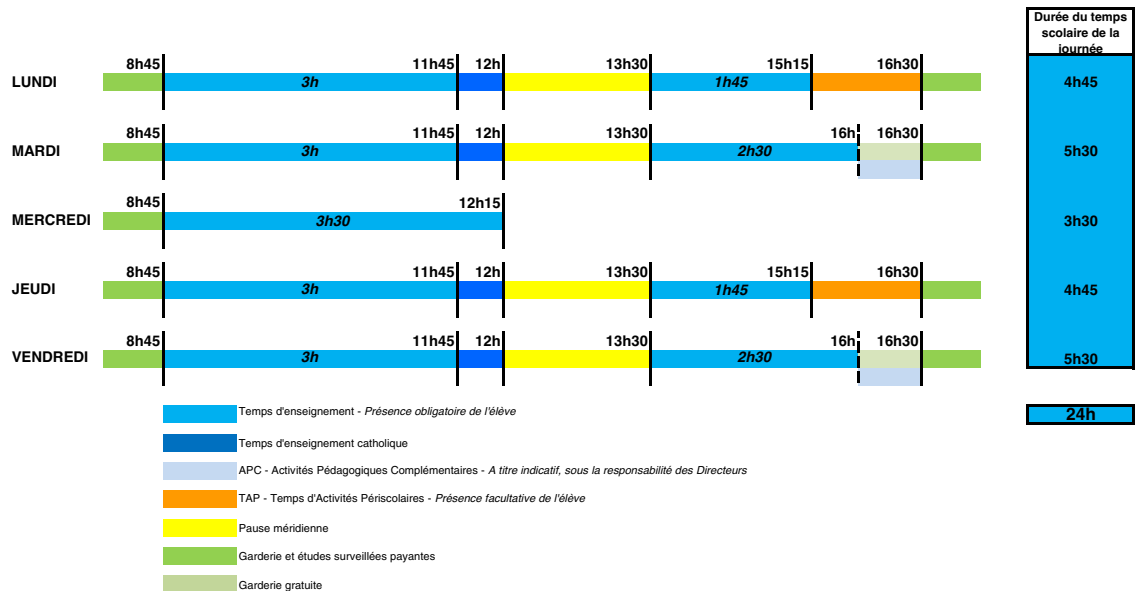 Durée du temps
scolaire de la
journée
8h45 11h45 12h 13h30 15h15 16h30
LUNDI 3h 1h45 4h45
8h45 11h45 12h 13h30 16h 16h30
MARDI 3h 2h30 5h30
8h45 12h15
MERCREDI 3h30 3h30
8h45 11h45 12h 13h30 15h15 16h30
JEUDI 3h 1h45 4h45
8h45 11h45 12h 13h30 16h 16h30
VENDREDI 3h 2h30 5h30
Temps d'enseignement - Présence obligatoire de l'élève 24h
Temps d'enseignement catholique
APC - Activités Pédagogiques Complémentaires - A titre indicatif, sous la responsabilité des Directeurs
TAP - Temps d'Activités Périscolaires - Présence facultative de l'élève
Pause méridienne
Garderie et études surveillées payantes
Garderie gratuite